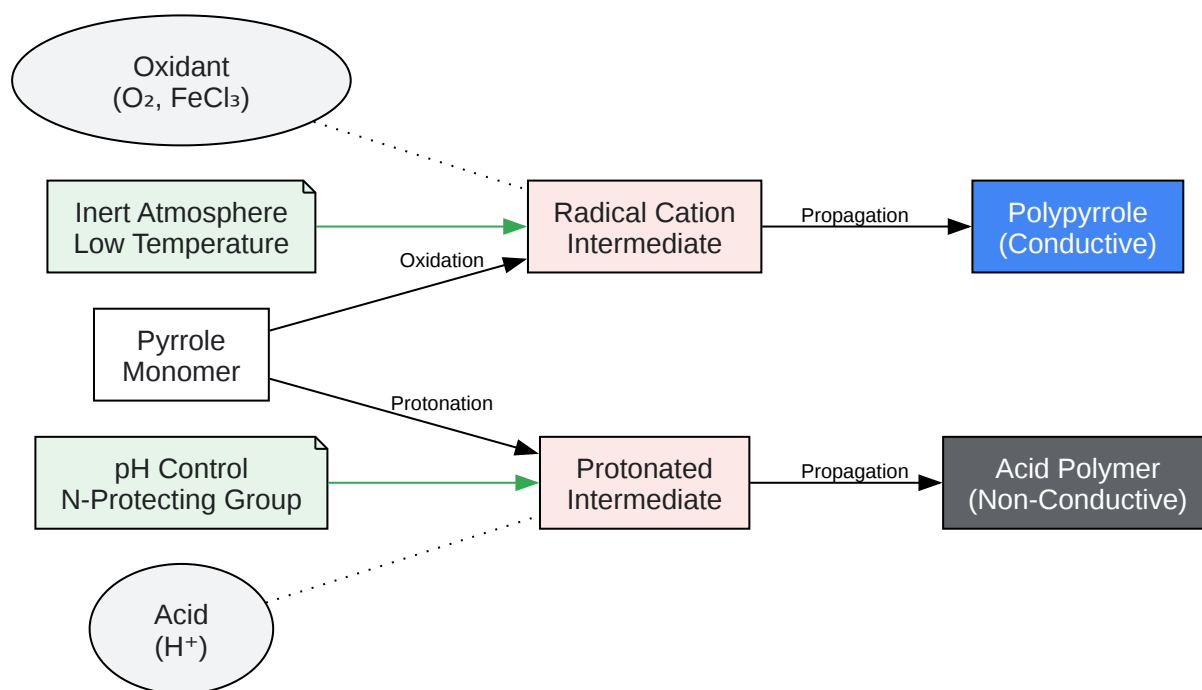 Oxidant
(O₂, FeCl₃)
Inert Atmosphere
Low Temperature
Radical Cation
Intermediate
Propagation
Polypyrrole
(Conductive)
Oxidation
Pyrrole
Monomer
Protonation
pH Control
N-Protecting Group
Protonated
Intermediate
Propagation
Acid Polymer
(Non-Conductive)
Acid
(H⁺)